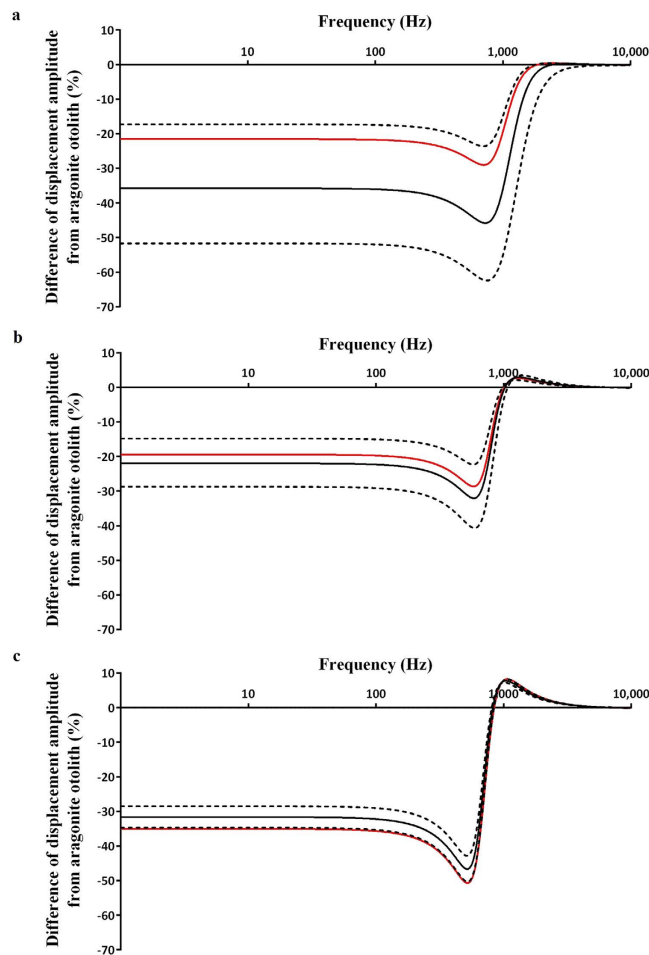 a
Frequency (Hz)
10 100 1,000 10,000
10
0
-10
-20
-30
-40
-50
-60
-70
Difference of displacement amplitude
from aragonite otolith (%)
b
Frequency (Hz)
10 100 1,000 10,000
10
0
-10
-20
-30
-40
-50
-60
-70
Difference of displacement amplitude
from aragonite otolith (%)
c
Frequency (Hz)
10 100 1000 10,000
10
0
-10
-20
-30
-40
-50
-60
-70
Difference of displacement amplitude
from aragonite otolith (%)